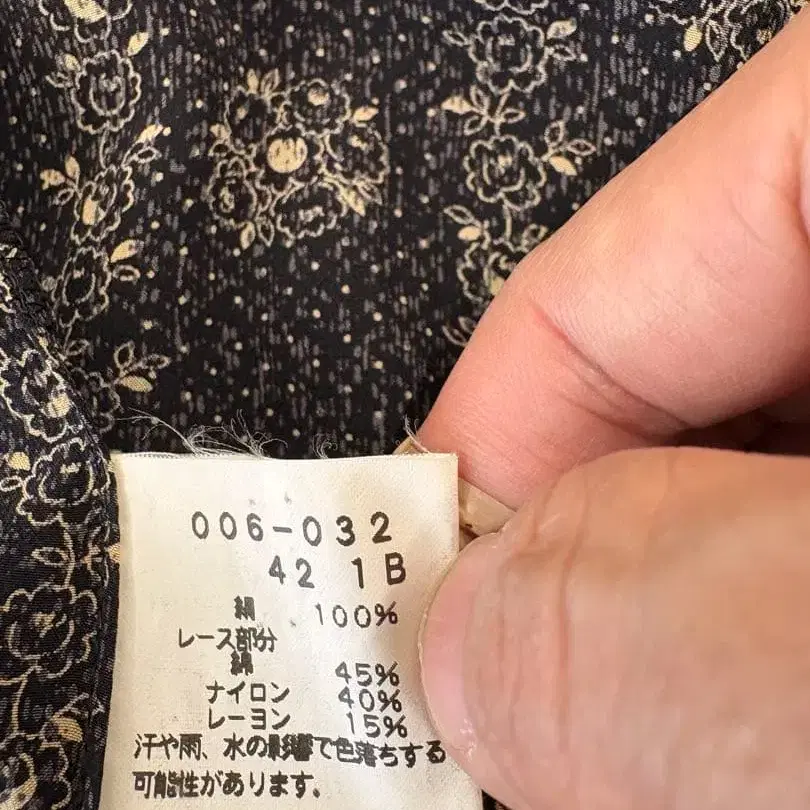 006-032
42 1B
絹 100%
レース部分
綿 45%
ナイロン 40%
レーヨン 15%
汗や雨、水の影響で色落ちする
可能性があります。